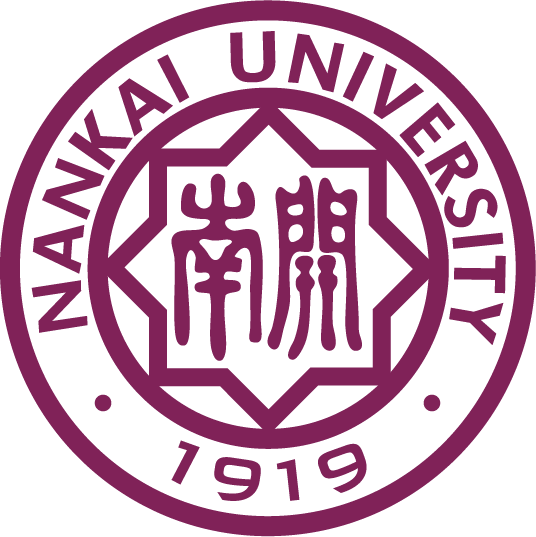 NANKAI UNIVERSITY
南開
· 1919 ·